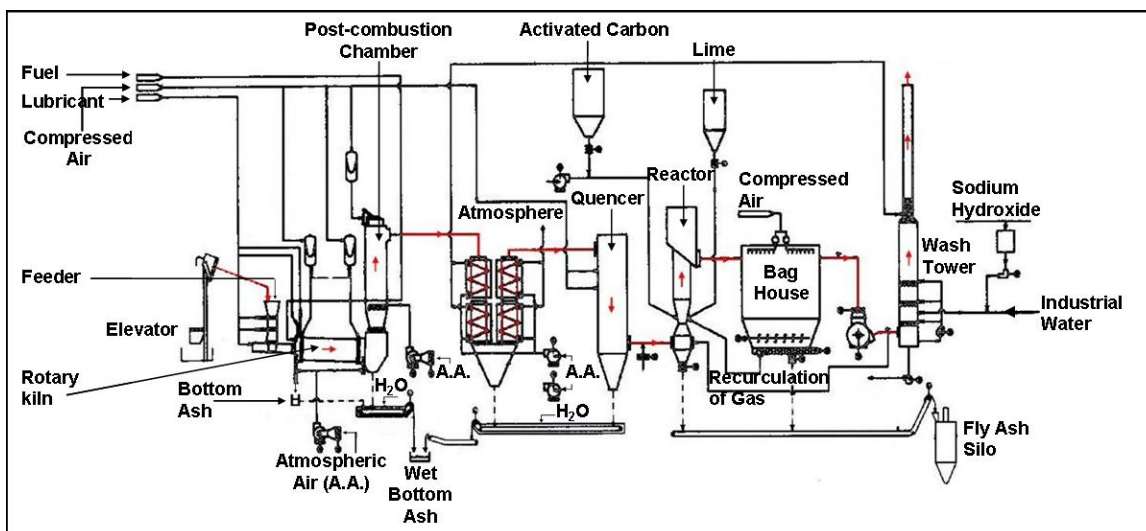 Post-combustion
Chamber
Activated Carbon
Lime
Fuel
Lubricant
Compressed
Air
Reactor
Compressed
Air
Quencer
Atmosphere
Sodium
Hydroxide
Wash
Tower
Feeder
Bag
House
Elevator
Industrial
Water
Rotary
kiln
A.A.
A.A.
Bottom
Ash
H2O
Recurculation
of Gas
H2O
Atmospheric
Air (A.A.)
Wet
Bottom
Ash
Fly Ash
Silo